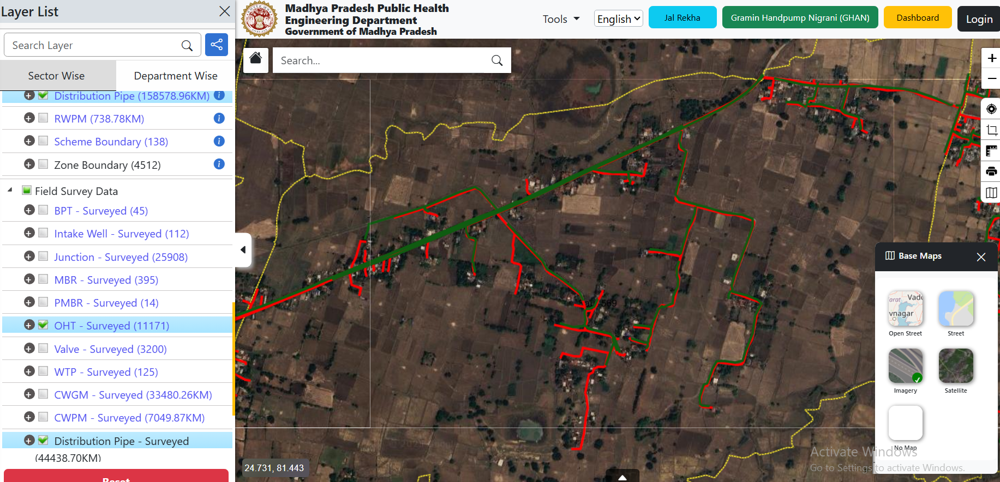 Layer List
Search Layer
Sector Wise
Department Wise
Distribution Pipe (158578.96KM)
RWPM (738.78KM)
Scheme Boundary (138)
Zone Boundary (4512)
Field Survey Data
BPT - Surveyed (45)
Intake Well - Surveyed (112)
Junction - Surveyed (25908)
MBR - Surveyed (395)
PMBR - Surveyed (14)
OHT - Surveyed (11171)
Valve - Surveyed (3200)
WTP - Surveyed (125)
CWGM - Surveyed (33480.26KM)
CWPM - Surveyed (7049.87KM)
Distribution Pipe - Surveyed
(44438.70KM)
Reset
Madhya Pradesh Public Health
Engineering Department
Government of Madhya Pradesh
Tools
English
Jal Rekha
Gramin Handpump Nigrani (GHAN)
Dashboard
Login
Search...
Base Maps
arat Vado
vnagar
Open Street
Street
Imagery
Satellite
No Map
24.731, 81.443
Activate Windows
Go to Settings to activate Windows.